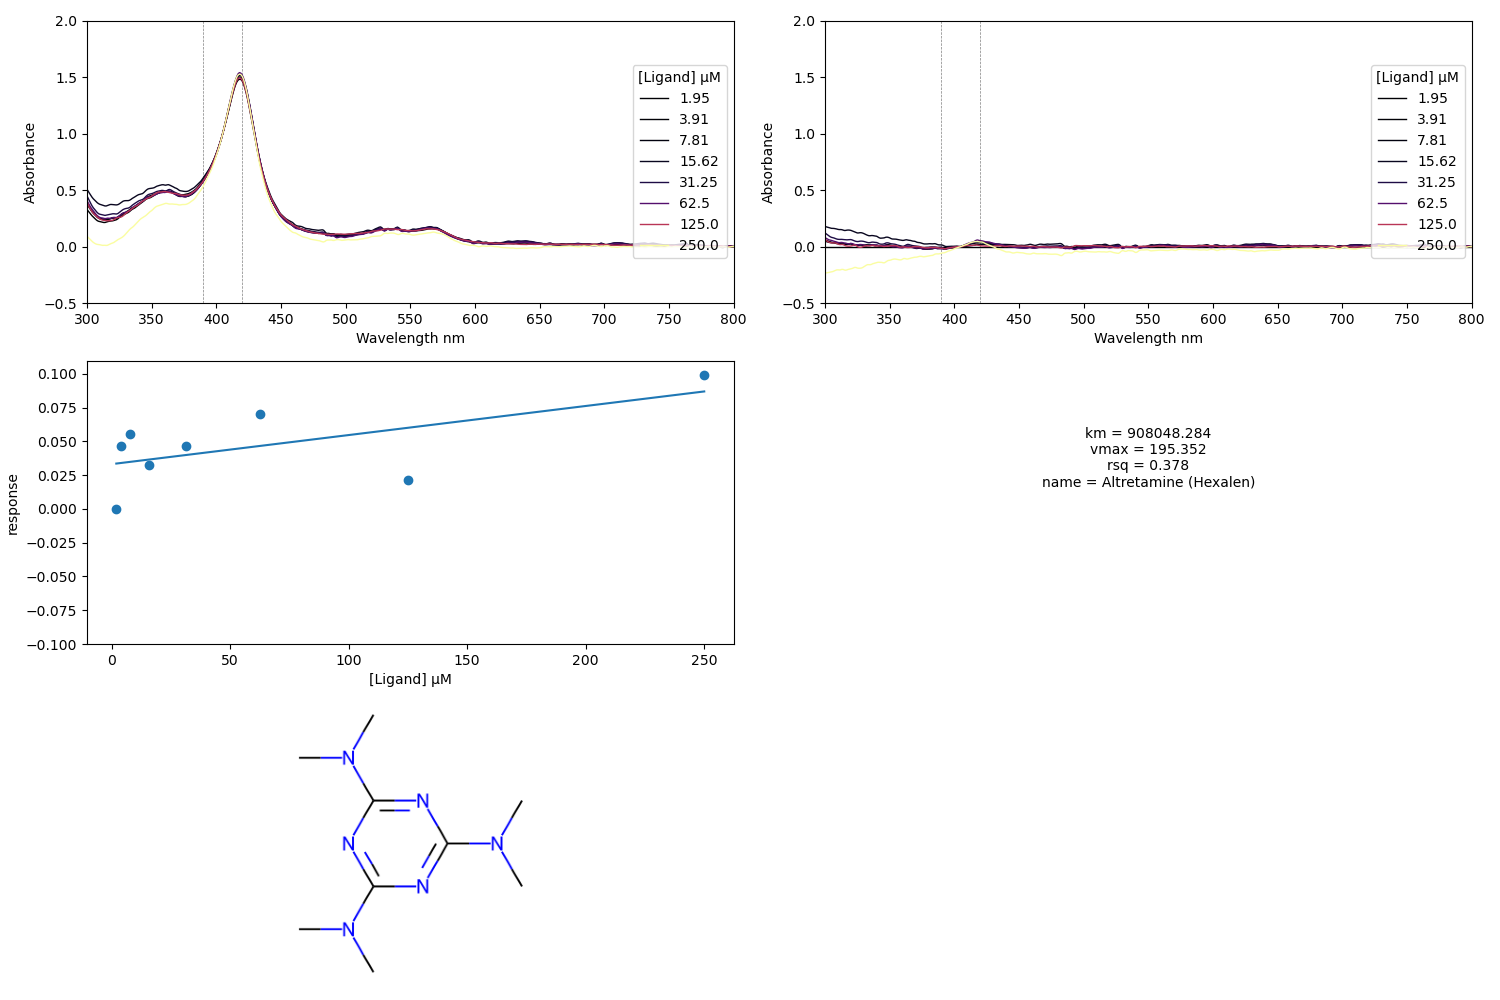 2.0
1.5
1.0
0.5
0.0
−0.5
Absorbance
300 350 400 450 500 550 600 650 700 750 800
Wavelength nm
[Ligand] μM
1.95
3.91
7.81
15.62
31.25
62.5
125.0
250.0
2.0
1.5
1.0
0.5
0.0
−0.5
Absorbance
300 350 400 450 500 550 600 650 700 750 800
Wavelength nm
[Ligand] μM
1.95
3.91
7.81
15.62
31.25
62.5
125.0
250.0
0.100
0.075
0.050
0.025
0.000
−0.025
−0.050
−0.075
−0.100
response
0 50 100 150 200 250
[Ligand] μM
km = 908048.284
vmax = 195.352
rsq = 0.378
name = Altretamine (Hexalen)
N
N
N
N
N
N